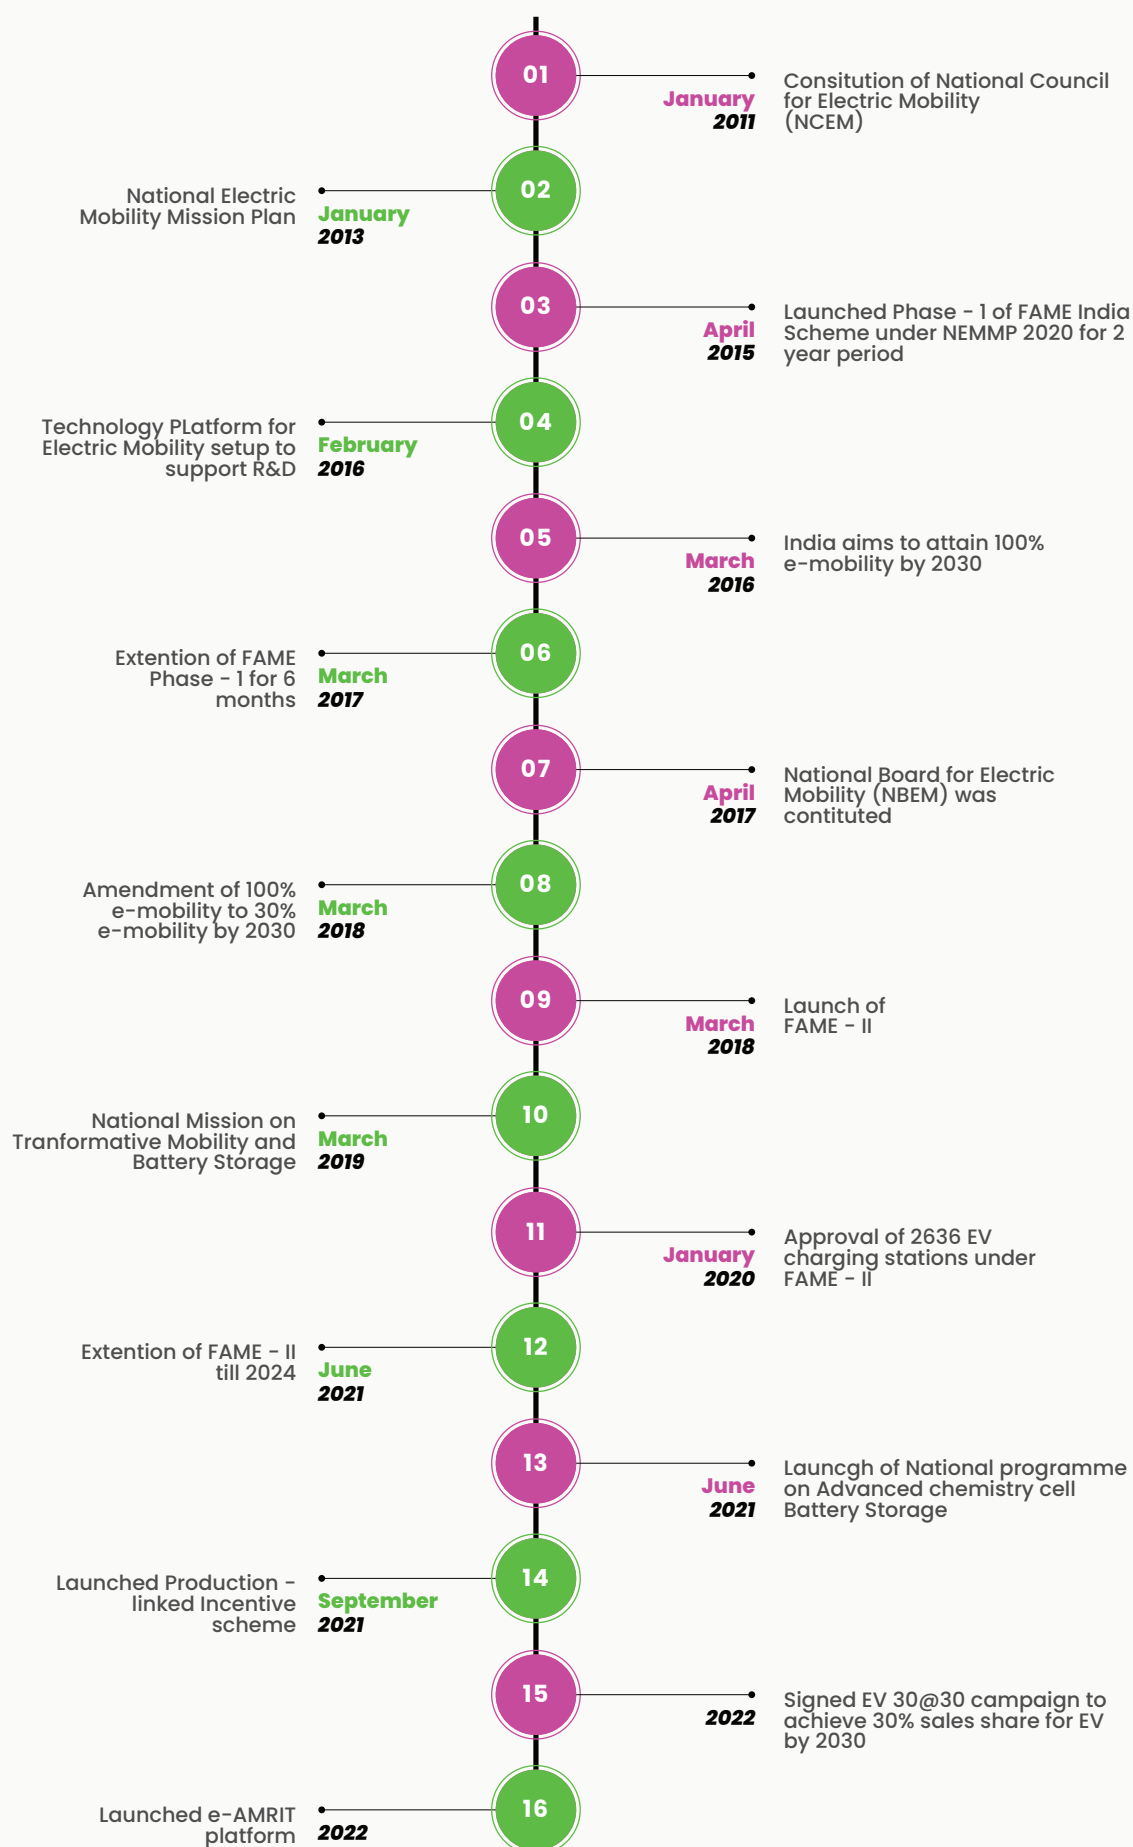 01
January
2011
Consitution of National Council
for Electric Mobility
(NCEM)
02
National Electric
Mobility Mission Plan
January
2013
03
April
2015
Launched Phase - 1 of FAME India
Scheme under NEMMP 2020 for 2
year period
04
Technology PLatform for
Electric Mobility setup to
support R&D
February
2016
05
March
2016
India aims to attain 100%
e-mobility by 2030
06
Extention of FAME
Phase - 1 for 6
months
March
2017
07
April
2017
National Board for Electric
Mobility (NBEM) was
contituted
08
Amendment of 100%
e-mobility to 30%
e-mobility by 2030
March
2018
09
March
2018
Launch of
FAME - II
10
National Mission on
Tranformative Mobility and
Battery Storage
March
2019
11
January
2020
Approval of 2636 EV
charging stations under
FAME - II
12
Extention of FAME - II
till 2024
June
2021
13
June
2021
Launcgh of National programme
on Advanced chemistry cell
Battery Storage
14
Launched Production -
linked Incentive
scheme
September
2021
15
2022
Signed EV 30@30 campaign to
achieve 30% sales share for EV
by 2030
16
Launched e-AMRIT
platform
2022